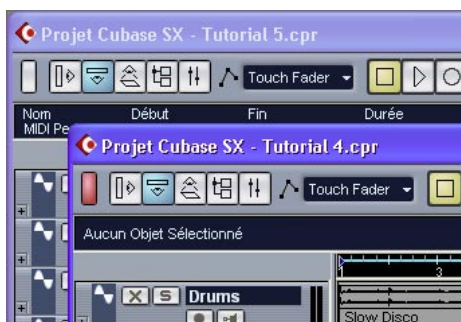 Projet Cubase SX - Tutorial 5.cpr
Touch Fader
Nom Début Fin Durée
MIDI Pe
Projet Cubase SX - Tutorial 4.cpr
Touch Fader
Aucun Objet Sélectionné
1 3
X S Drums
Slow Disco